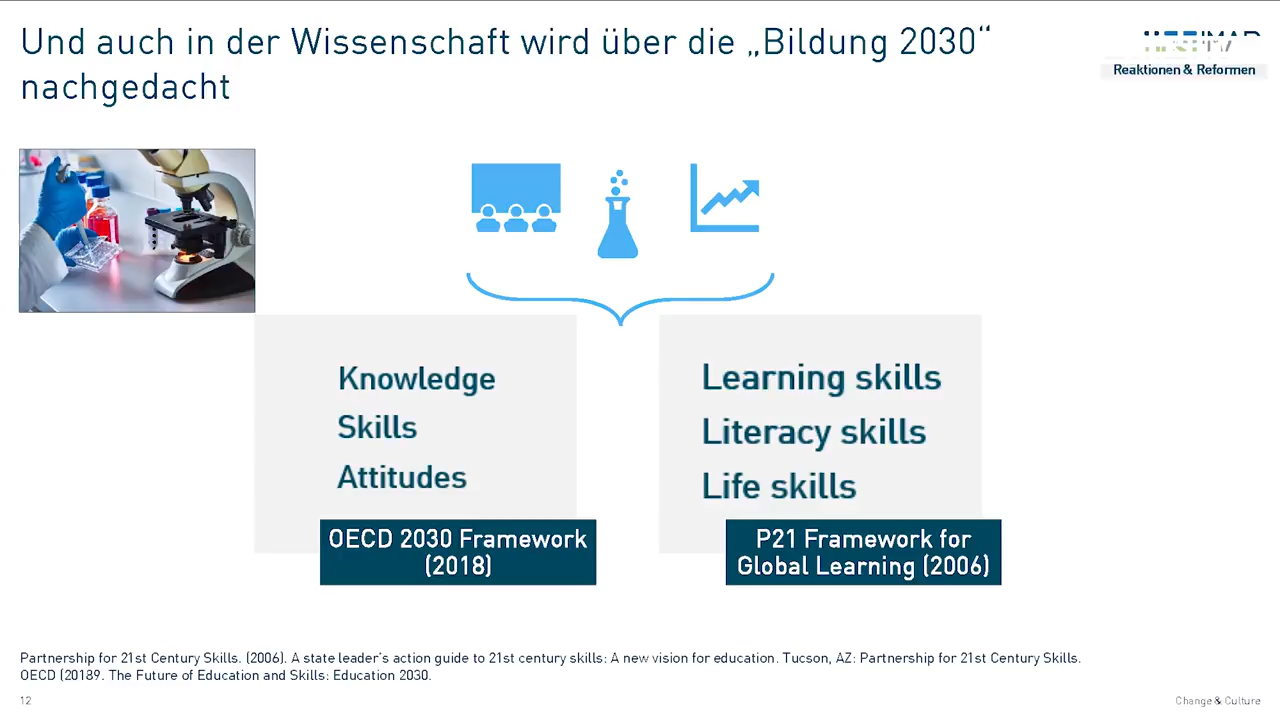 Und auch in der Wissenschaft wird über die „Bildung 2030“
nachgedacht
Reaktionen & Reformen
Knowledge
Skills
Attitudes
OECD 2030 Framework
(2018)
Learning skills
Literacy skills
Life skills
P21 Framework for
Global Learning (2006)
Partnership for 21st Century Skills. (2006). A state leader’s action guide to 21st century skills: A new vision for education. Tucson, AZ: Partnership for 21st Century Skills.
OECD (20189. The Future of Education and Skills: Education 2030.
12
Change & Culture